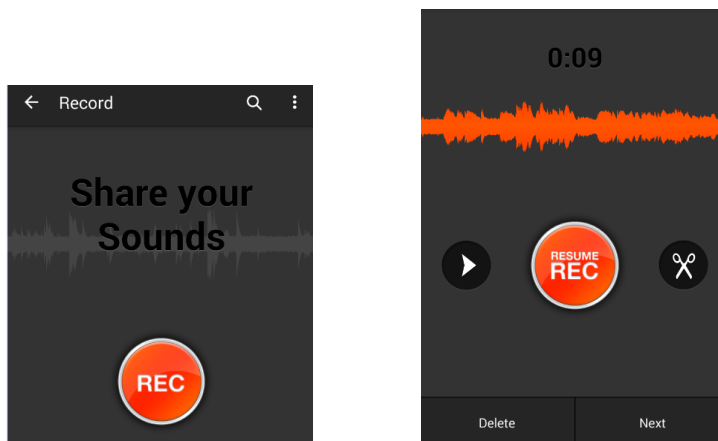 Record
Share your
Sounds
REC
0:09
RESUME
REC
Delete
Next